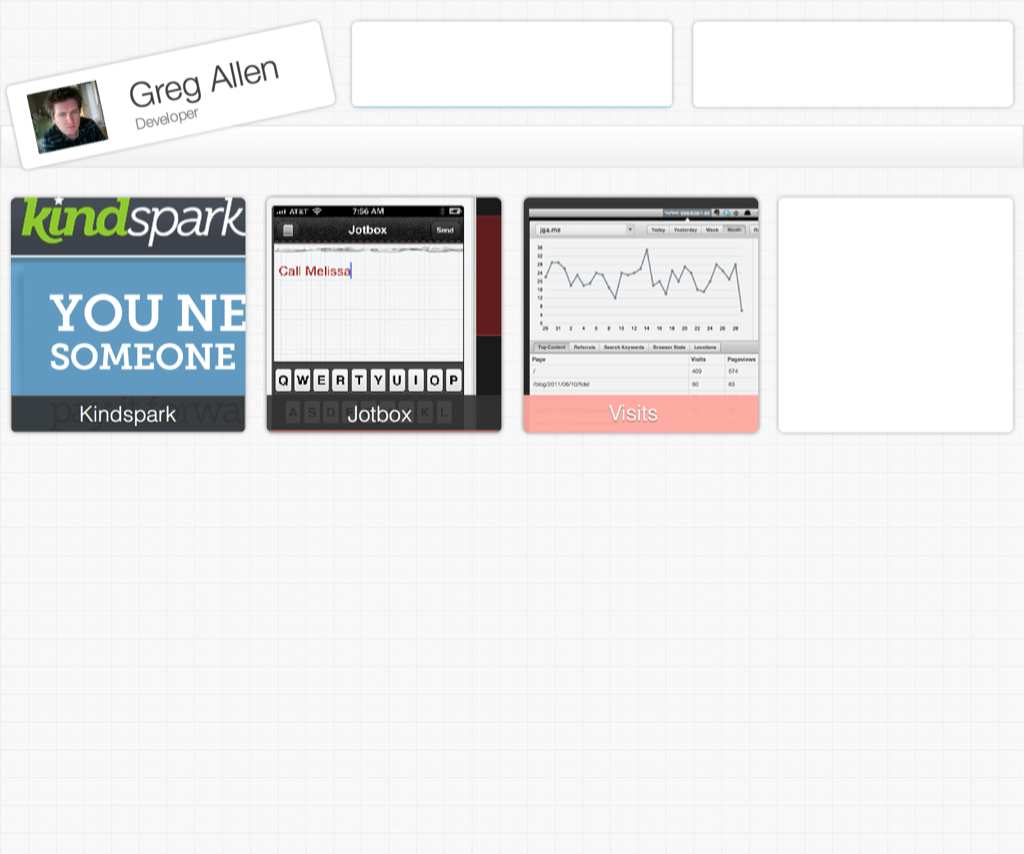 Greg Allen
Developer
kindspark
YOU NE
SOMEONE
Kindspark
AT&T 7:56 AM
Jotbox Send
Call Melissa
Q W E R T Y U I O P
A S D F K L
Jotbox
jga.me Today Yesterday Week Month
36
32
28
24
20
16
12
8
4
0
29 31 2 4 6 8 10 12 14 16 18 20 22 24 26 28
Top Content Referrals Search Keywords Browser Stats Locations
Page Visits Pageviews
/ 409 574
/blog/2011/06/10/fidel 60 63
Visits